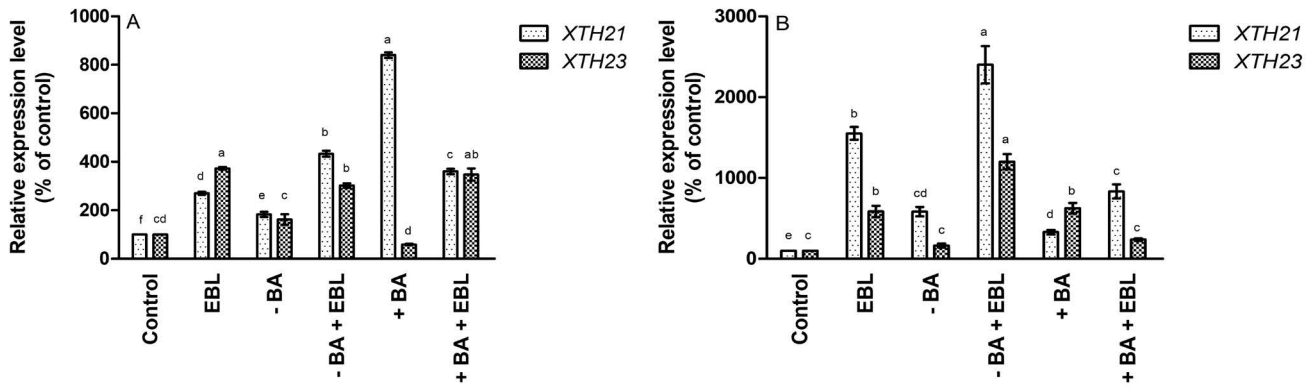 A
Relative expression level
(% of control)
1000
800
600
400
200
0
f cd d a e c b b a d c ab
Control
EBL
- BA
- BA + EBL
+ BA
+ BA + EBL
XTH21
XTH23
B
Relative expression level
(% of control)
3000
2000
1000
0
e c b b cd c a a d b c c
Control
EBL
- BA
- BA + EBL
+ BA
+ BA + EBL
XTH21
XTH23